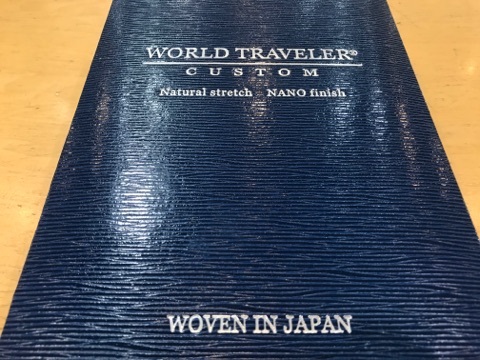 WORLD TRAVELER®
CUSTOM
Natural stretch NANO finish
WOVEN IN JAPAN